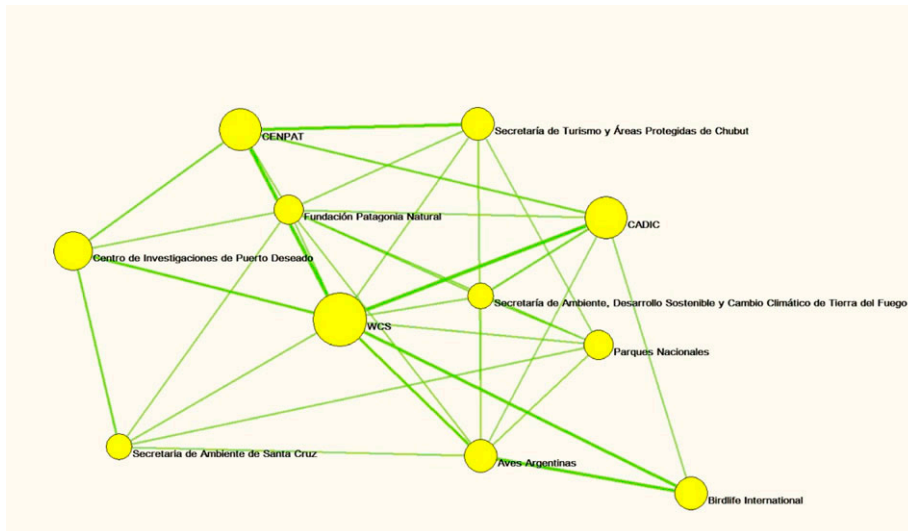 CENPAT
Secretaría de Turismo y Áreas Protegidas de Chubut
Fundación Patagonia Natural
CADIC
Centro de Investigaciones de Puerto Deseado
Secretaría de Ambiente, Desarrollo Sostenible y Cambio Climático de Tierra del Fuego
WCS
Parques Nacionales
Secretaría de Ambiente de Santa Cruz
Aves Argentinas
Birdlife International